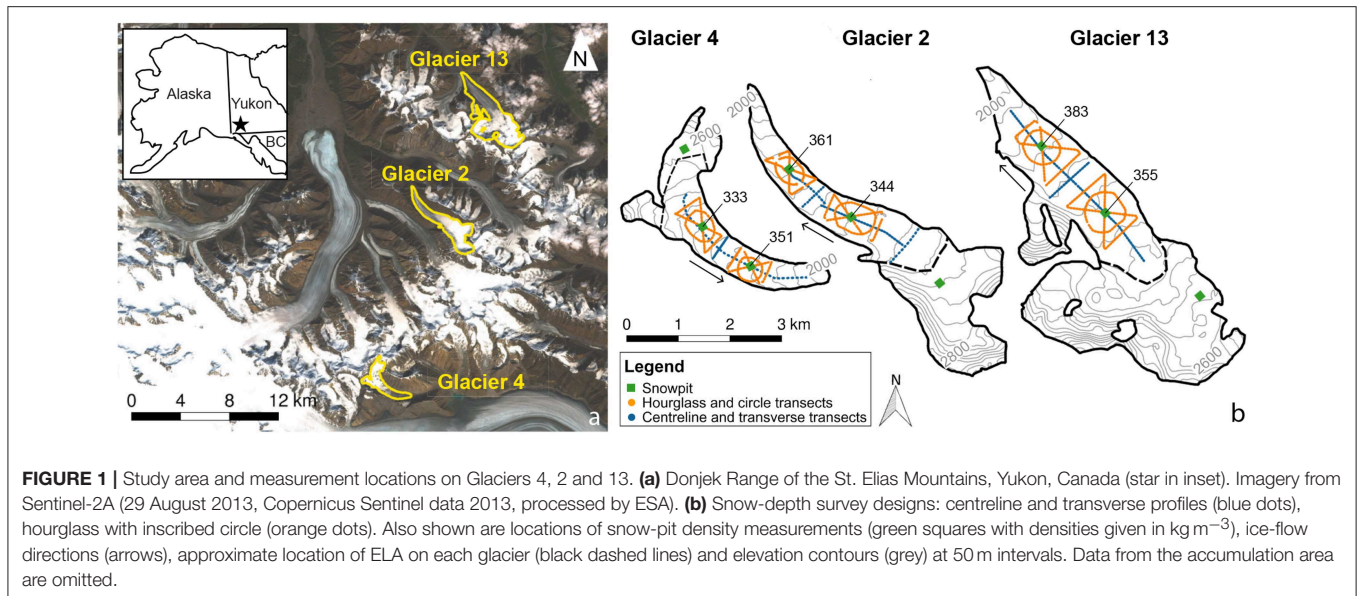 Alaska
Yukon
BC
Glacier 13
N
Glacier 2
Glacier 4
0 4 8 12 km
a
Glacier 4 Glacier 2 Glacier 13
2000
2600
2000
383
361
333
344
355
351
2000
2800
2600
0 1 2 3 km
Legend
Snowpit
Hourglass and circle transects
Centreline and transverse transects
N
b
FIGURE 1 | Study area and measurement locations on Glaciers 4, 2 and 13. (a) Donjek Range of the St. Elias Mountains, Yukon, Canada (star in inset). Imagery from
Sentinel-2A (29 August 2013, Copernicus Sentinel data 2013, processed by ESA). (b) Snow-depth survey designs: centreline and transverse profiles (blue dots),
hourglass with inscribed circle (orange dots). Also shown are locations of snow-pit density measurements (green squares with densities given in kg m−3), ice-flow
directions (arrows), approximate location of ELA on each glacier (black dashed lines) and elevation contours (grey) at 50 m intervals. Data from the accumulation area
are omitted.